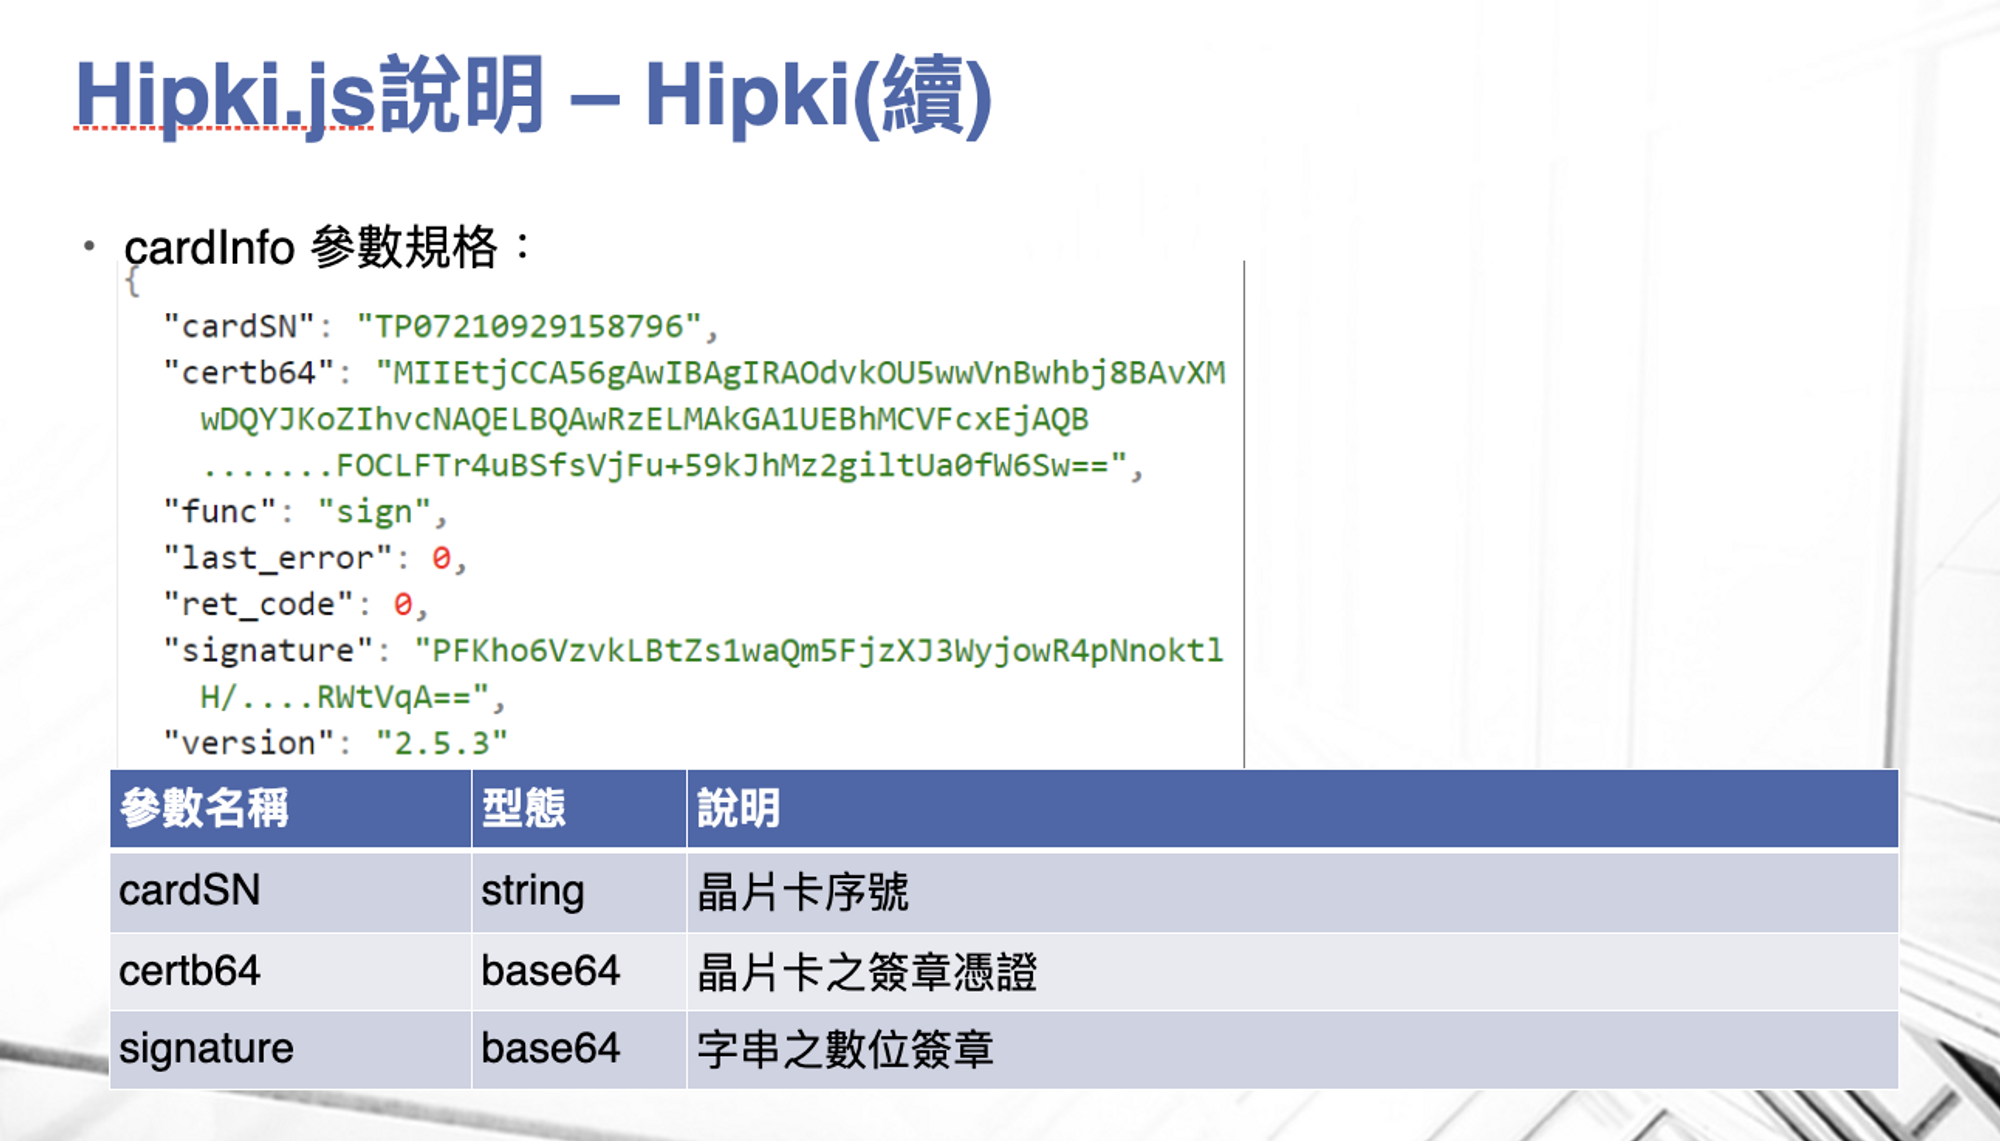 Hipki.js說明 – Hipki(續)
• cardInfo 參數規格：
{
"cardSN": "TP07210929158796",
"certb64": "MIIEtjCCA56gAwIBAgIRAOdvkOU5wwVnBwhbj8BAvXM
wDQYJKoZIhvcNAQELBQAwRzELMAkGA1UEBhMCVFcxEjAQB
.......FOCLFTr4uBSfsVjFu+59kJhMz2giltUa0fW6Sw==",
"func": "sign",
"last_error": 0,
"ret_code": 0,
"signature": "PFKho6VzvkLBtZs1waQm5FjzXJ3WyjowR4pNnoktl
H/....RWtVqA==",
"version": "2.5.3"
參數名稱 型態 說明
cardSN string 晶片卡序號
certb64 base64 晶片卡之簽章憑證
signature base64 字串之數位簽章